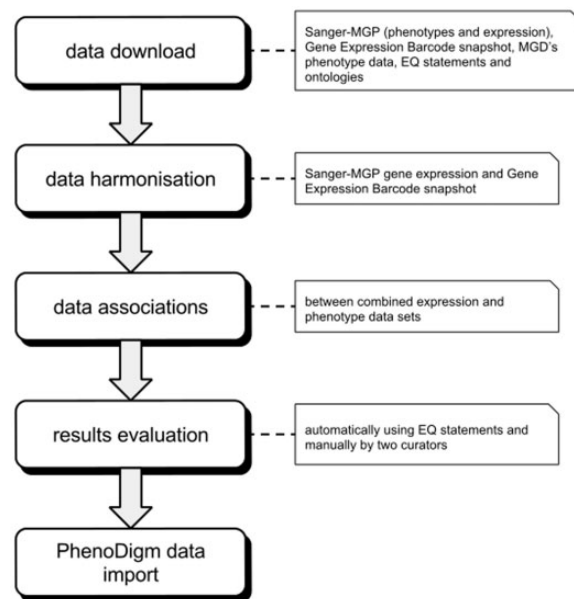 data download
Sanger-MGP (phenotypes and expression),
Gene Expression Barcode snapshot, MGD's
phenotype data, EQ statements and
ontologies
data harmonisation
Sanger-MGP gene expression and Gene
Expression Barcode snapshot
data associations
between combined expression and
phenotype data sets
results evaluation
automatically using EQ statements and
manually by two curators
PhenoDigm data
import